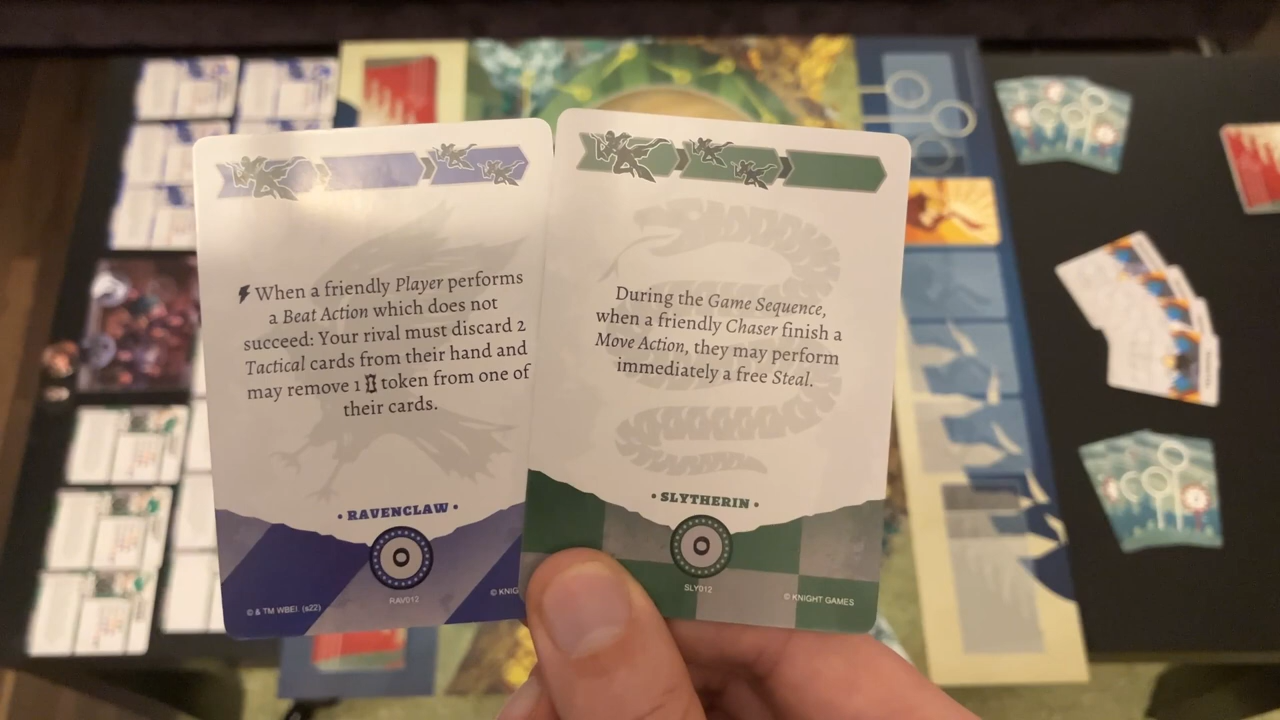 When a friendly Player performs
a Beat Action which does not
succeed: Your rival must discard 2
Tactical cards from their hand and
may remove 1 token from one of
their cards.
• RAVENCLAW •
RAV012
© & TM WBEI. (s22)
© KNIG
During the Game Sequence,
when a friendly Chaser finish a
Move Action, they may perform
immediately a free Steal.
• SLYTHERIN •
SLY012
© KNIGHT GAMES